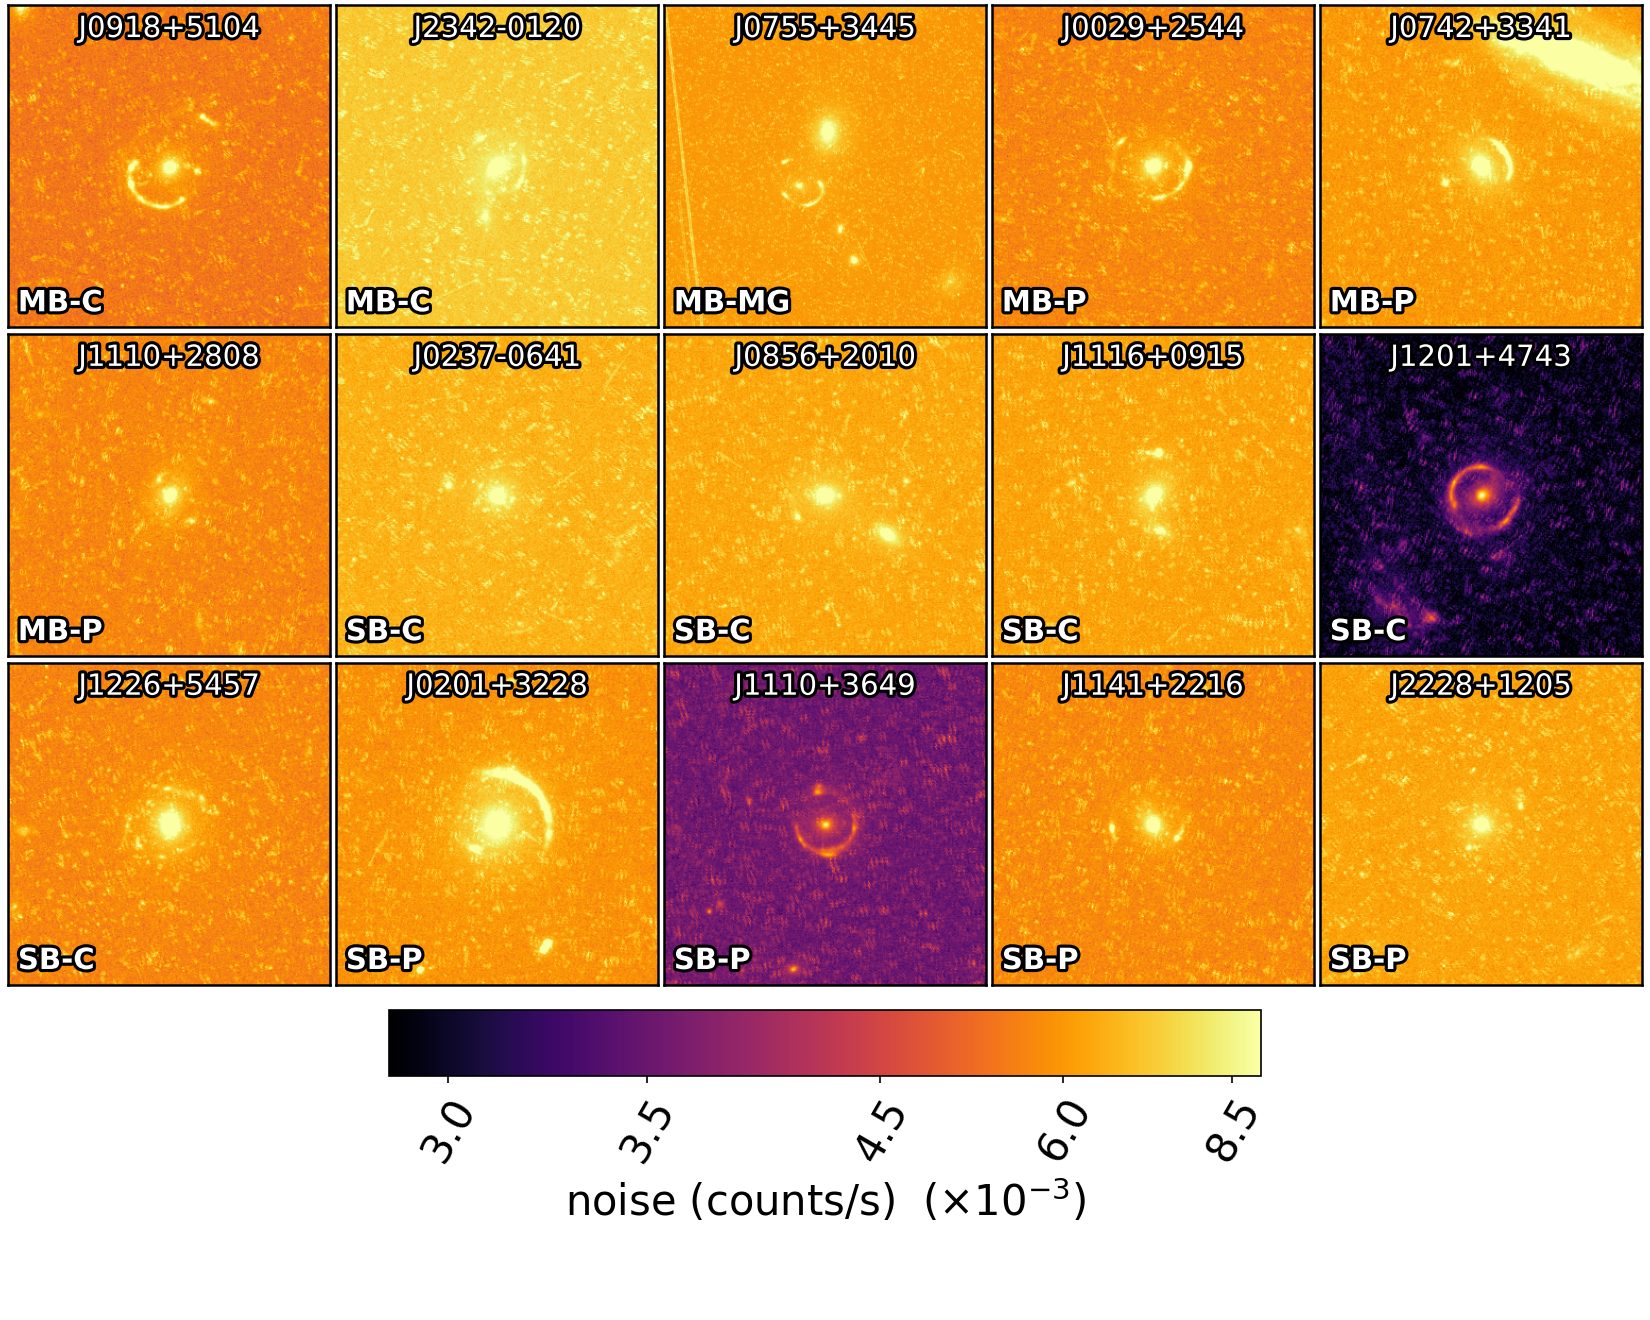 J0918+5104
J2342-0120
J0755+3445
J0029+2544
J0742+3341
MB-C
MB-C
MB-MG
MB-P
MB-P
J1110+2808
J0237-0641
J0856+2010
J1116+0915
J1201+4743
MB-P
SB-C
SB-C
SB-C
SB-C
J1226+5457
J0201+3228
J1110+3649
J1141+2216
J2228+1205
SB-C
SB-P
SB-P
SB-P
SB-P
3.0
3.5
4.5
6.0
8.5
noise (counts/s) (×10⁻³)